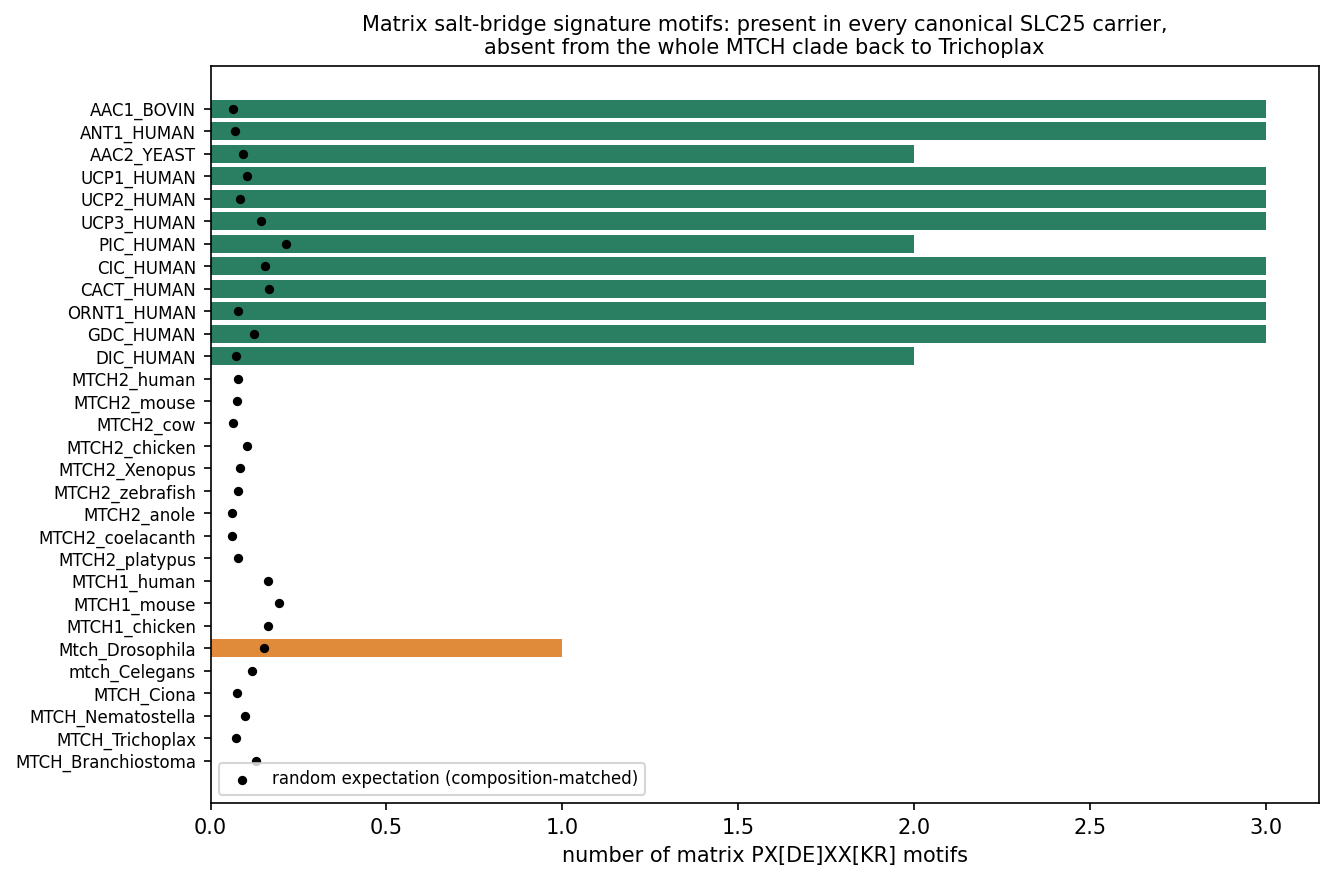 Matrix salt-bridge signature motifs: present in every canonical SLC25 carrier,
absent from the whole MTCH clade back to Trichoplax
AAC1_BOVIN
ANT1_HUMAN
AAC2_YEAST
UCP1_HUMAN
UCP2_HUMAN
UCP3_HUMAN
PIC_HUMAN
CIC_HUMAN
CACT_HUMAN
ORNT1_HUMAN
GDC_HUMAN
DIC_HUMAN
MTCH2_human
MTCH2_mouse
MTCH2_cow
MTCH2_chicken
MTCH2_Xenopus
MTCH2_zebrafish
MTCH2_anole
MTCH2_coelacanth
MTCH2_platypus
MTCH1_human
MTCH1_mouse
MTCH1_chicken
Mtch_Drosophila
mtch_Celegans
MTCH_Ciona
MTCH_Nematostella
MTCH_Trichoplax
MTCH_Branchiostoma
random expectation (composition-matched)
0.0 0.5 1.0 1.5 2.0 2.5 3.0
number of matrix PX[DE]XX[KR] motifs